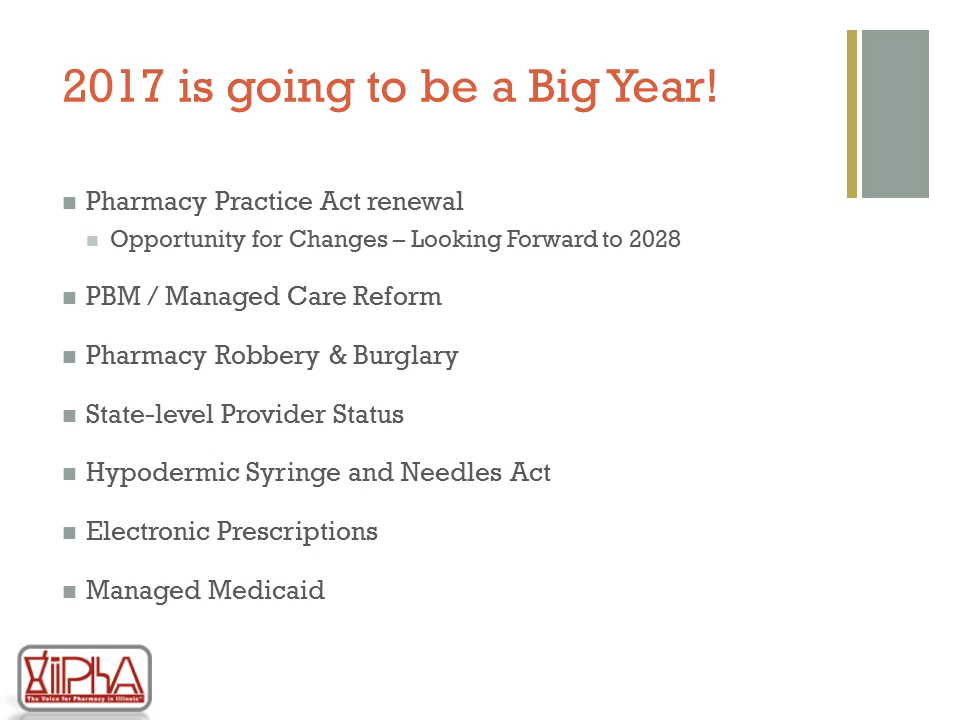 2017 is going to be a Big Year!
Pharmacy Practice Act renewal
Opportunity for Changes – Looking Forward to 2028
PBM / Managed Care Reform
Pharmacy Robbery & Burglary
State-level Provider Status
Hypodermic Syringe and Needles Act
Electronic Prescriptions
Managed Medicaid
IPhA
The Voice for Pharmacy in Illinois™